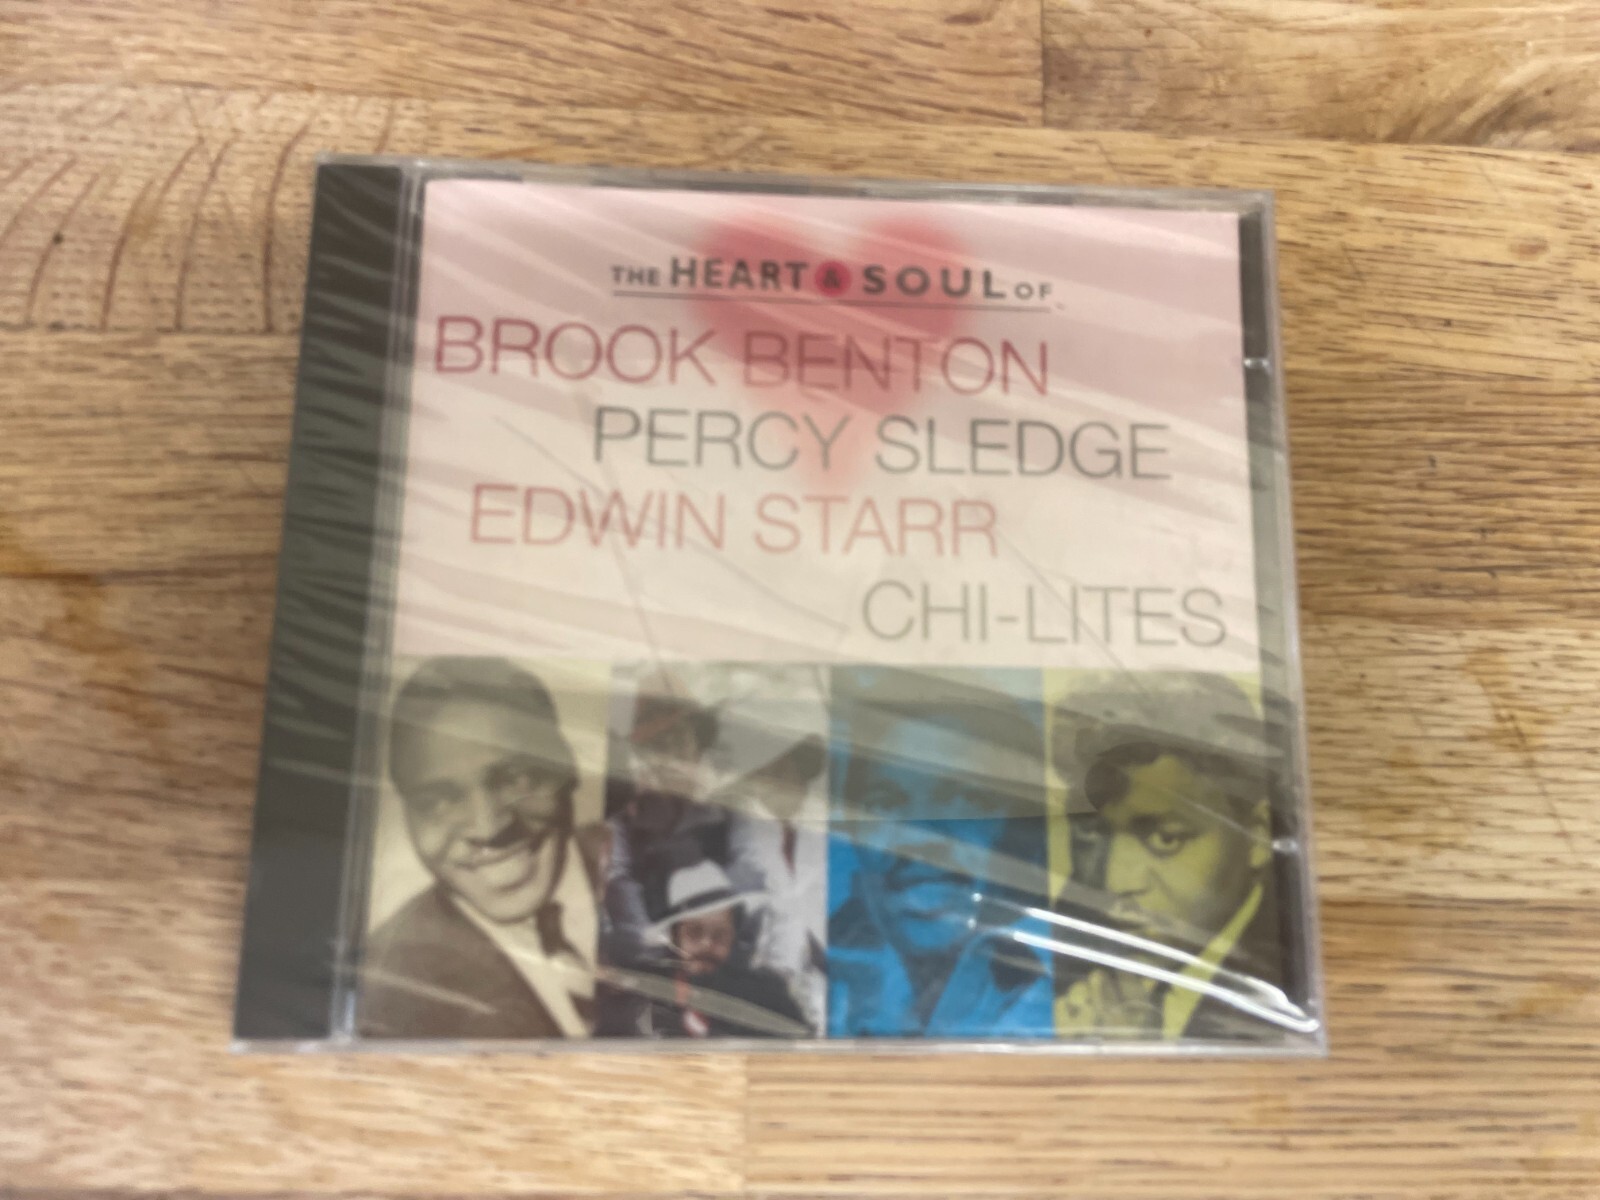 THE HEART & SOUL OF
BROOK BENTON
PERCY SLEDGE
EDWIN STARR
CHI-LITES